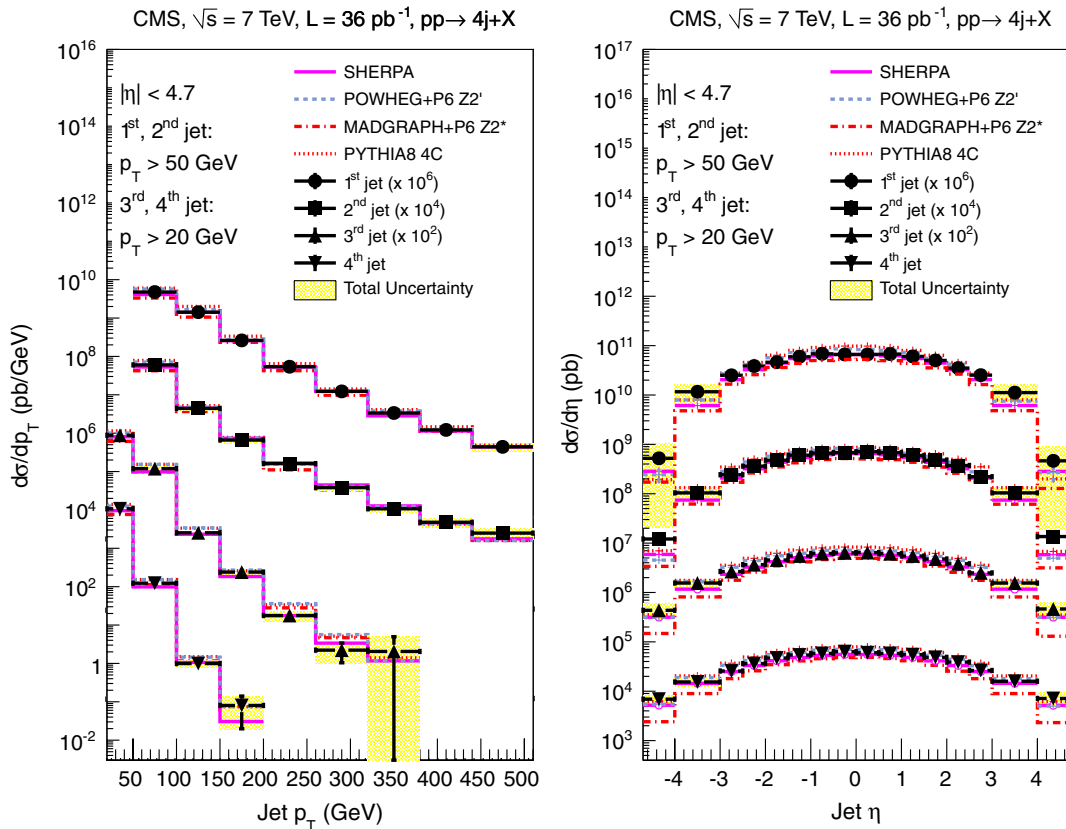 CMS, √s = 7 TeV, L = 36 pb⁻¹, pp→ 4j+X
dσ/dp_T (pb/GeV)
10¹⁶
10¹⁴
10¹²
10¹⁰
10⁸
10⁶
10⁴
10²
1
10⁻²
|η| < 4.7
1st, 2nd jet:
p_T > 50 GeV
3rd, 4th jet:
p_T > 20 GeV
SHERPA
POWHEG+P6 Z2'
MADGRAPH+P6 Z2*
PYTHIA8 4C
1st jet (x 10⁶)
2nd jet (x 10⁴)
3rd jet (x 10²)
4th jet
Total Uncertainty
50 100 150 200 250 300 350 400 450 500
Jet p_T (GeV)
CMS, √s = 7 TeV, L = 36 pb⁻¹, pp→ 4j+X
dσ/dη (pb)
10¹⁷
10¹⁶
10¹⁵
10¹⁴
10¹³
10¹²
10¹¹
10¹⁰
10⁹
10⁸
10⁷
10⁶
10⁵
10⁴
10³
|η| < 4.7
1st, 2nd jet:
p_T > 50 GeV
3rd, 4th jet:
p_T > 20 GeV
SHERPA
POWHEG+P6 Z2'
MADGRAPH+P6 Z2*
PYTHIA8 4C
1st jet (x 10⁶)
2nd jet (x 10⁴)
3rd jet (x 10²)
4th jet
Total Uncertainty
-4 -3 -2 -1 0 1 2 3 4
Jet η